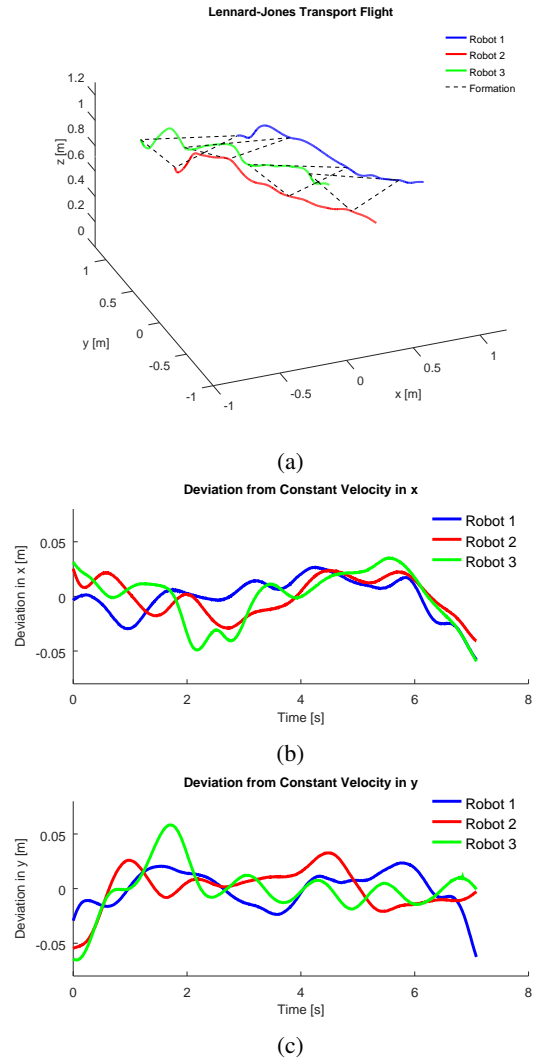 Lennard-Jones Transport Flight
Robot 1
Robot 2
Robot 3
Formation
1.2
1
0.8
0.6
0.4
0.2
0
z [m]
1
0.5
0
-0.5
-1
y [m]
-1
-0.5
0
0.5
1
x [m]
(a)
Deviation from Constant Velocity in x
Robot 1
Robot 2
Robot 3
0.05
0
-0.05
Deviation in x [m]
0 2 4 6 8
Time [s]
(b)
Deviation from Constant Velocity in y
Robot 1
Robot 2
Robot 3
0.05
0
-0.05
Deviation in y [m]
0 2 4 6 8
Time [s]
(c)